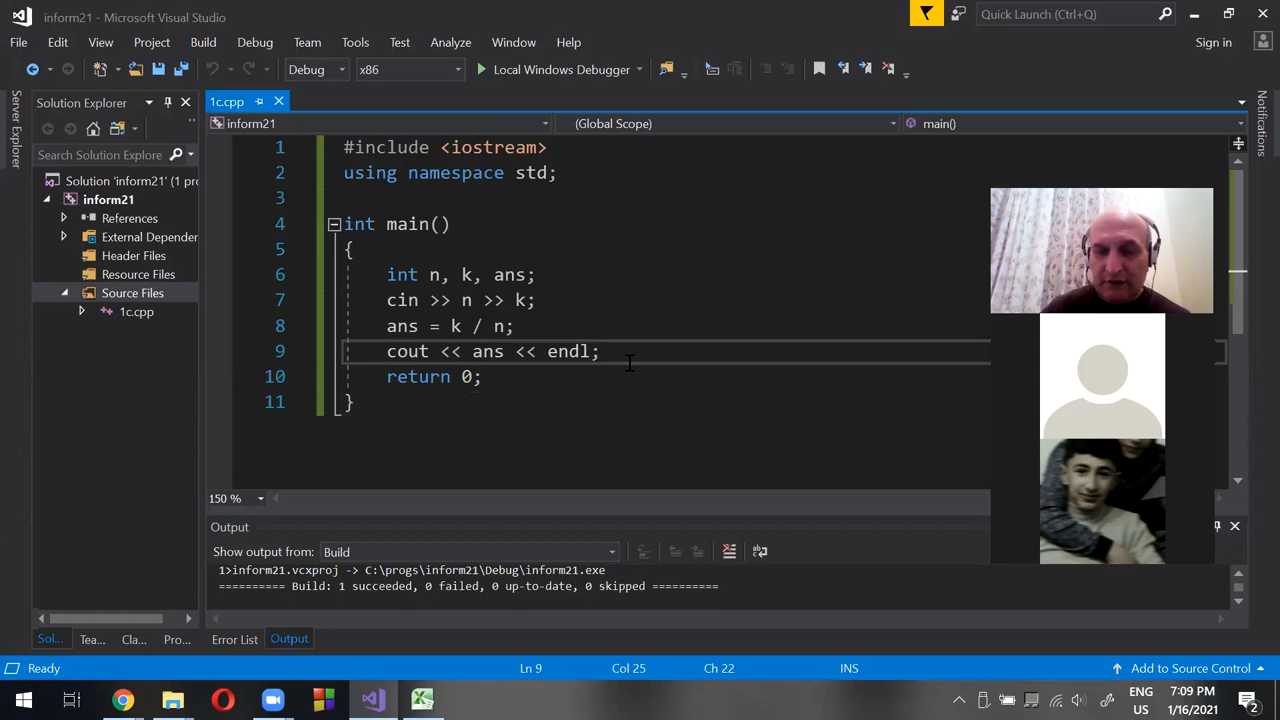 inform21 - Microsoft Visual Studio
Quick Launch (Ctrl+Q)
File Edit View Project Build Debug Team Tools Test Analyze Window Help
Sign in
Debug x86 Local Windows Debugger
Server Explorer
Solution Explorer
Search Solution Explore
Solution 'inform21' (1 pro
inform21
References
External Depender
Header Files
Resource Files
Source Files
1c.cpp
Sol... Tea... Cla... Pro...
1c.cpp
inform21 (Global Scope) main()
1 #include <iostream>
2 using namespace std;
3
4 int main()
5 {
6 int n, k, ans;
7 cin >> n >> k;
8 ans = k / n;
9 cout << ans << endl;
10 return 0;
11 }
150 %
Output
Show output from: Build
1>inform21.vcxproj -> C:\progs\inform21\Debug\inform21.exe
========== Build: 1 succeeded, 0 failed, 0 up-to-date, 0 skipped ==========
Error List Output
Notifications
Ready Ln 9 Col 25 Ch 22 INS Add to Source Control
ENG
US
7:09 PM
1/16/2021
2